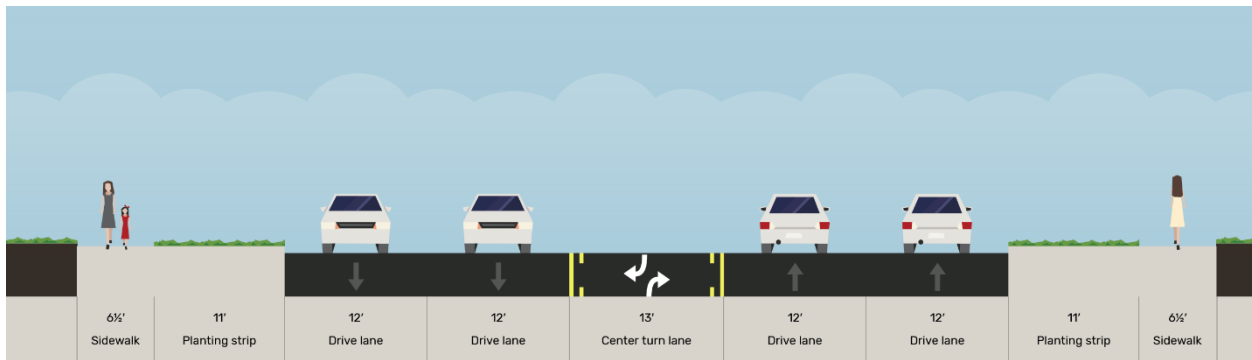 6½′ 11′ 12′ 12′ 13′ 12′ 12′ 11′ 6½′
Sidewalk Planting strip Drive lane Drive lane Center turn lane Drive lane Drive lane Planting strip Sidewalk